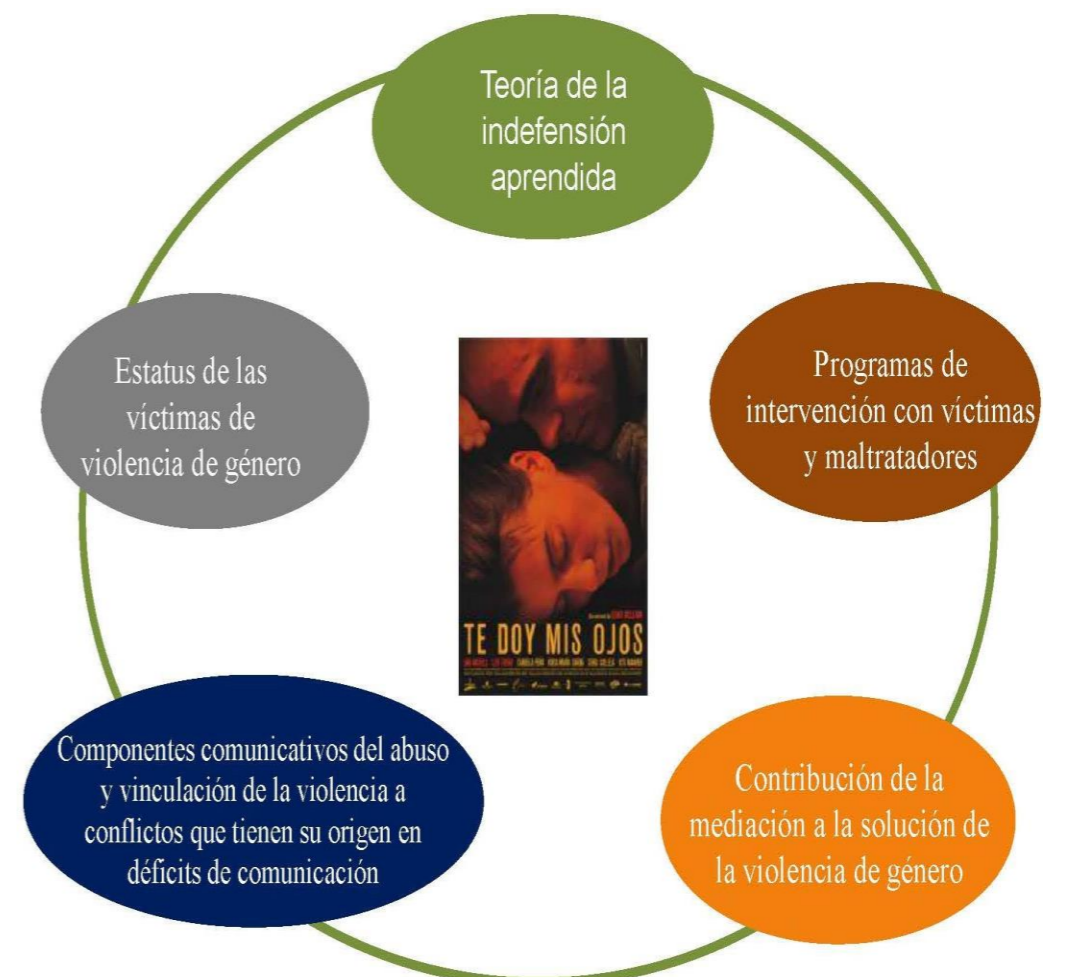 Teoría de la
indefensión
aprendida
Estatus de las
víctimas de
violencia de género
Programas de
intervención con víctimas
y maltratadores
TE DOY MIS OJOS
Componentes comunicativos del abuso
y vinculación de la violencia a
conflictos que tienen su origen en
déficits de comunicación
Contribución de la
mediación a la solución de
la violencia de género